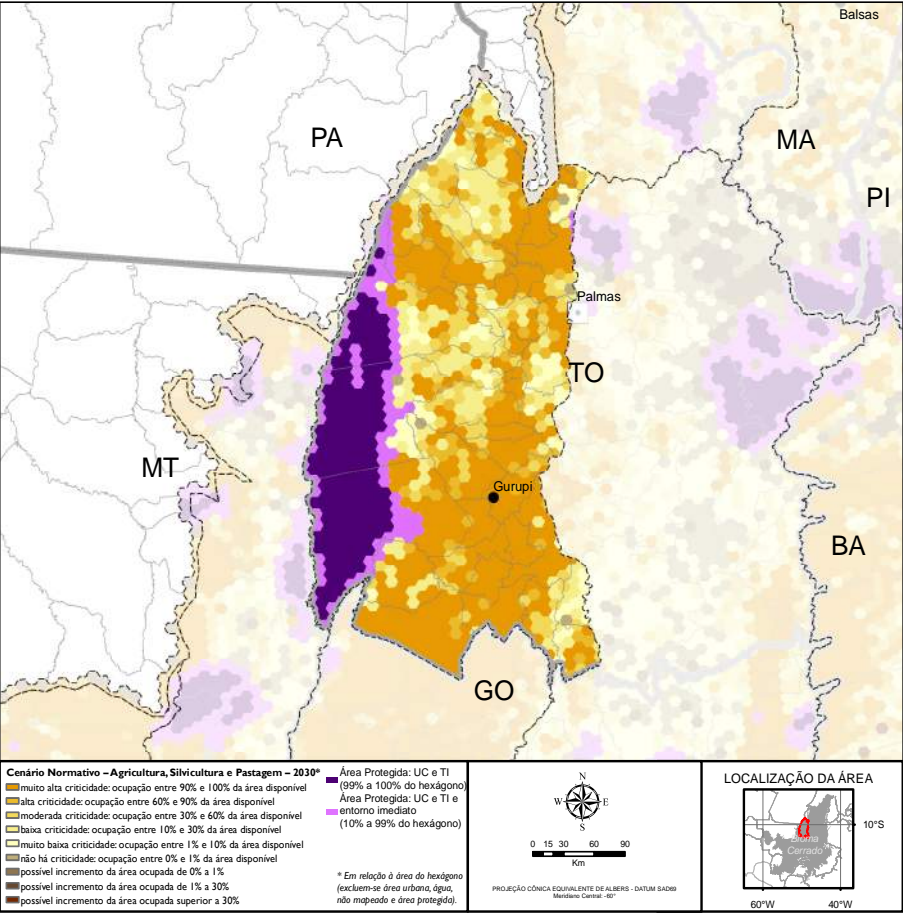 Balsas
PA
MA
PI
Palmas
TO
MT
Gurupi
BA
GO
Cenário Normativo – Agricultura, Silvicultura e Pastagem – 2030*
muito alta criticidade: ocupação entre 90% e 100% da área disponível
alta criticidade: ocupação entre 60% e 90% da área disponível
moderada criticidade: ocupação entre 30% e 60% da área disponível
baixa criticidade: ocupação entre 10% e 30% da área disponível
muito baixa criticidade: ocupação entre 1% e 10% da área disponível
não há criticidade: ocupação entre 0% e 1% da área disponível
possível incremento da área ocupada de 0% a 1%
possível incremento da área ocupada de 1% a 30%
possível incremento da área ocupada superior a 30%
Área Protegida: UC e TI
(99% a 100% do hexágono)
Área Protegida: UC e TI e
entorno imediato
(10% a 99% do hexágono)
* Em relação à área do hexágono
(excluem-se área urbana, água,
não mapeado e área protegida).
N
W E
S
0 15 30 60 90
Km
PROJEÇÃO CÔNICA EQUIVALENTE DE ALBERS - DATUM SAD69
Meridiano Central: -60°
LOCALIZAÇÃO DA ÁREA
10°S
Bioma
Cerrado
60°W 40°W